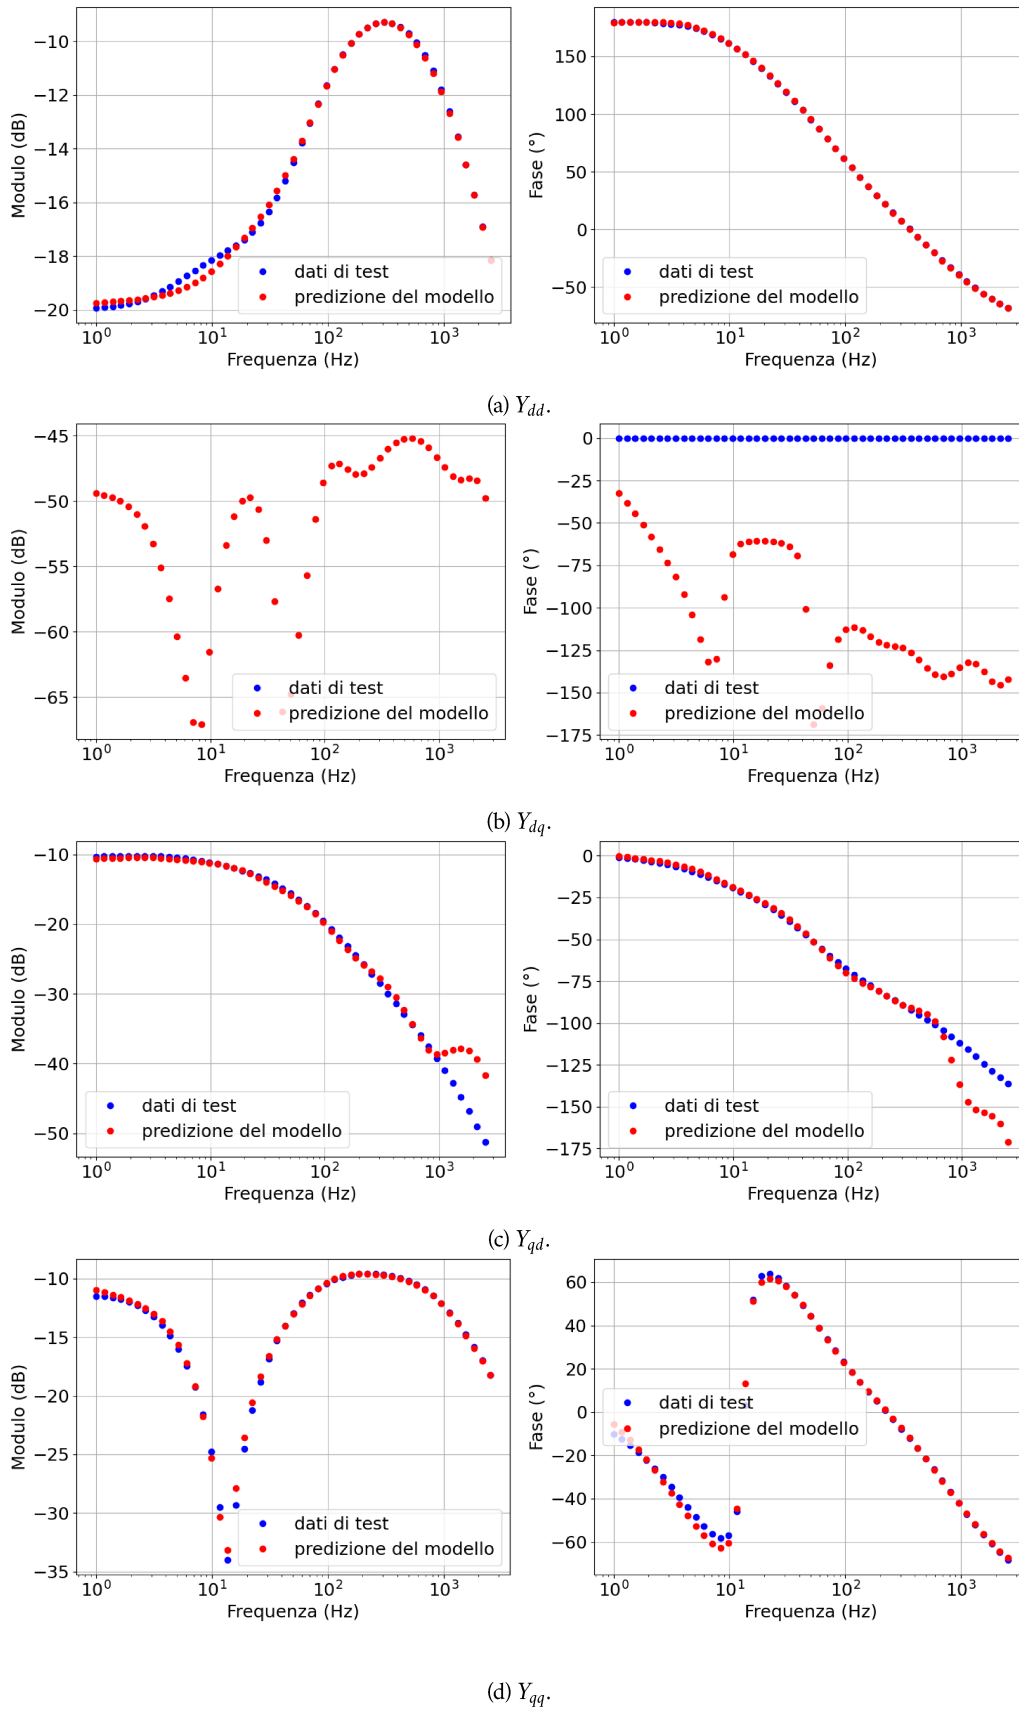 −10
−12
−14
−16
−18
−20
Modulo (dB)
10⁰ 10¹ 10² 10³
Frequenza (Hz)
dati di test
predizione del modello
150
100
50
0
−50
Fase (°)
10⁰ 10¹ 10² 10³
Frequenza (Hz)
dati di test
predizione del modello
(a) Y_dd.
−45
−50
−55
−60
−65
Modulo (dB)
10⁰ 10¹ 10² 10³
Frequenza (Hz)
dati di test
predizione del modello
0
−25
−50
−75
−100
−125
−150
−175
Fase (°)
10⁰ 10¹ 10² 10³
Frequenza (Hz)
dati di test
predizione del modello
(b) Y_dq.
−10
−20
−30
−40
−50
Modulo (dB)
10⁰ 10¹ 10² 10³
Frequenza (Hz)
dati di test
predizione del modello
0
−25
−50
−75
−100
−125
−150
−175
Fase (°)
10⁰ 10¹ 10² 10³
Frequenza (Hz)
dati di test
predizione del modello
(c) Y_qd.
−10
−15
−20
−25
−30
−35
Modulo (dB)
10⁰ 10¹ 10² 10³
Frequenza (Hz)
dati di test
predizione del modello
60
40
20
0
−20
−40
−60
Fase (°)
10⁰ 10¹ 10² 10³
Frequenza (Hz)
dati di test
predizione del modello
(d) Y_qq.